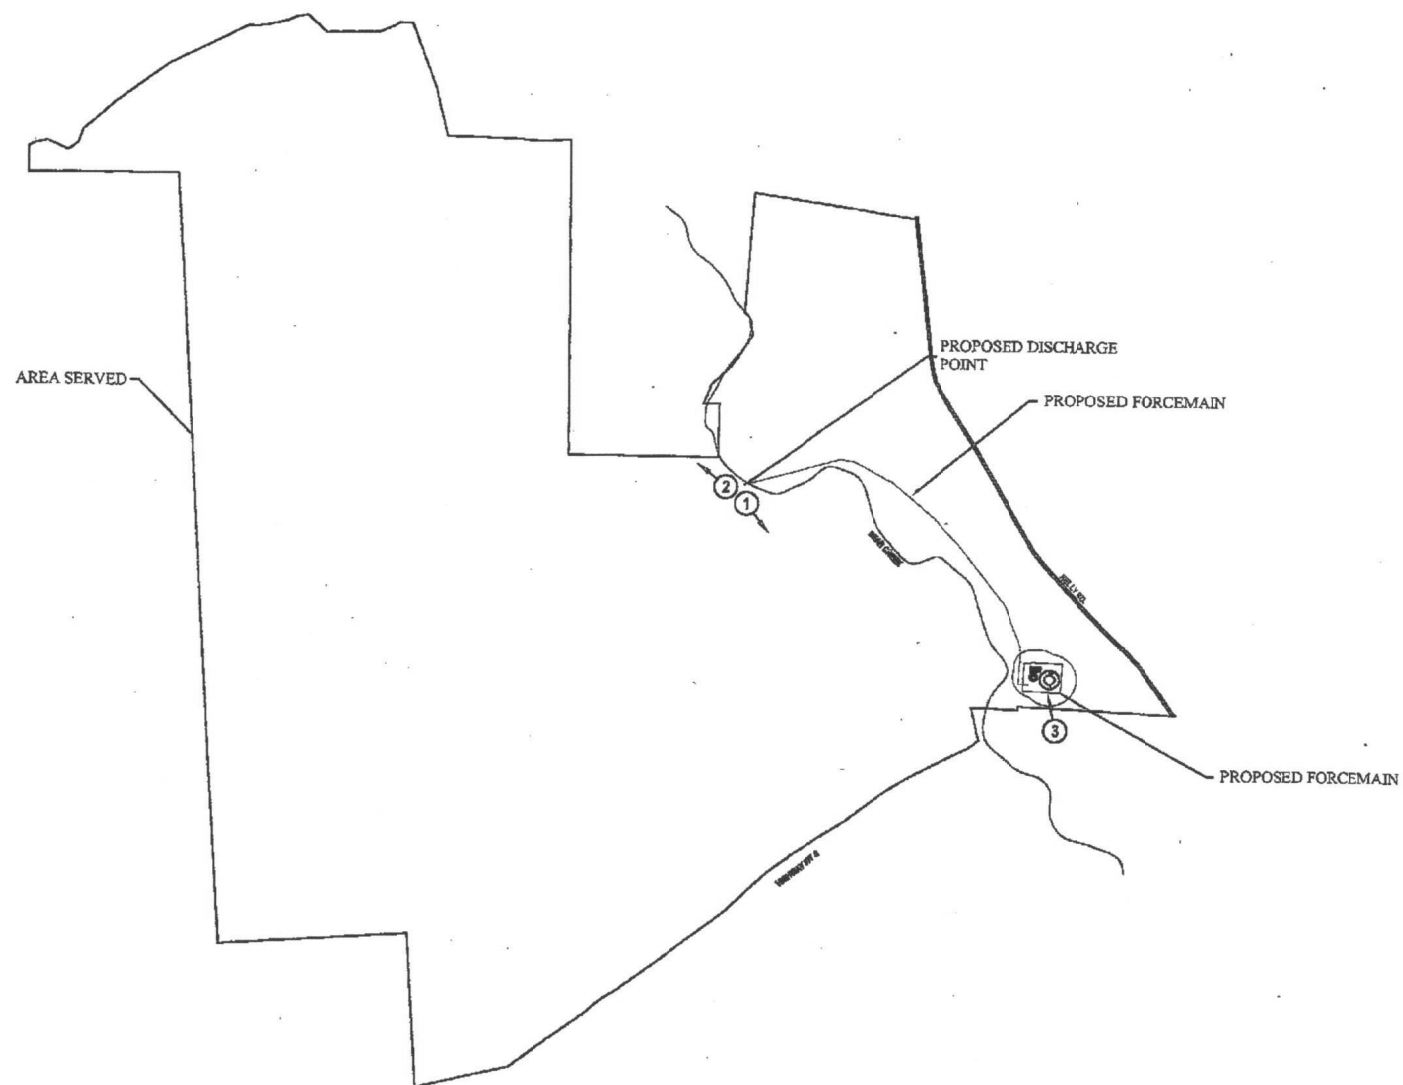 PROPOSED DISCHARGE
POINT
AREA SERVED
PROPOSED FORCEMAIN
2
1
3
PROPOSED FORCEMAIN